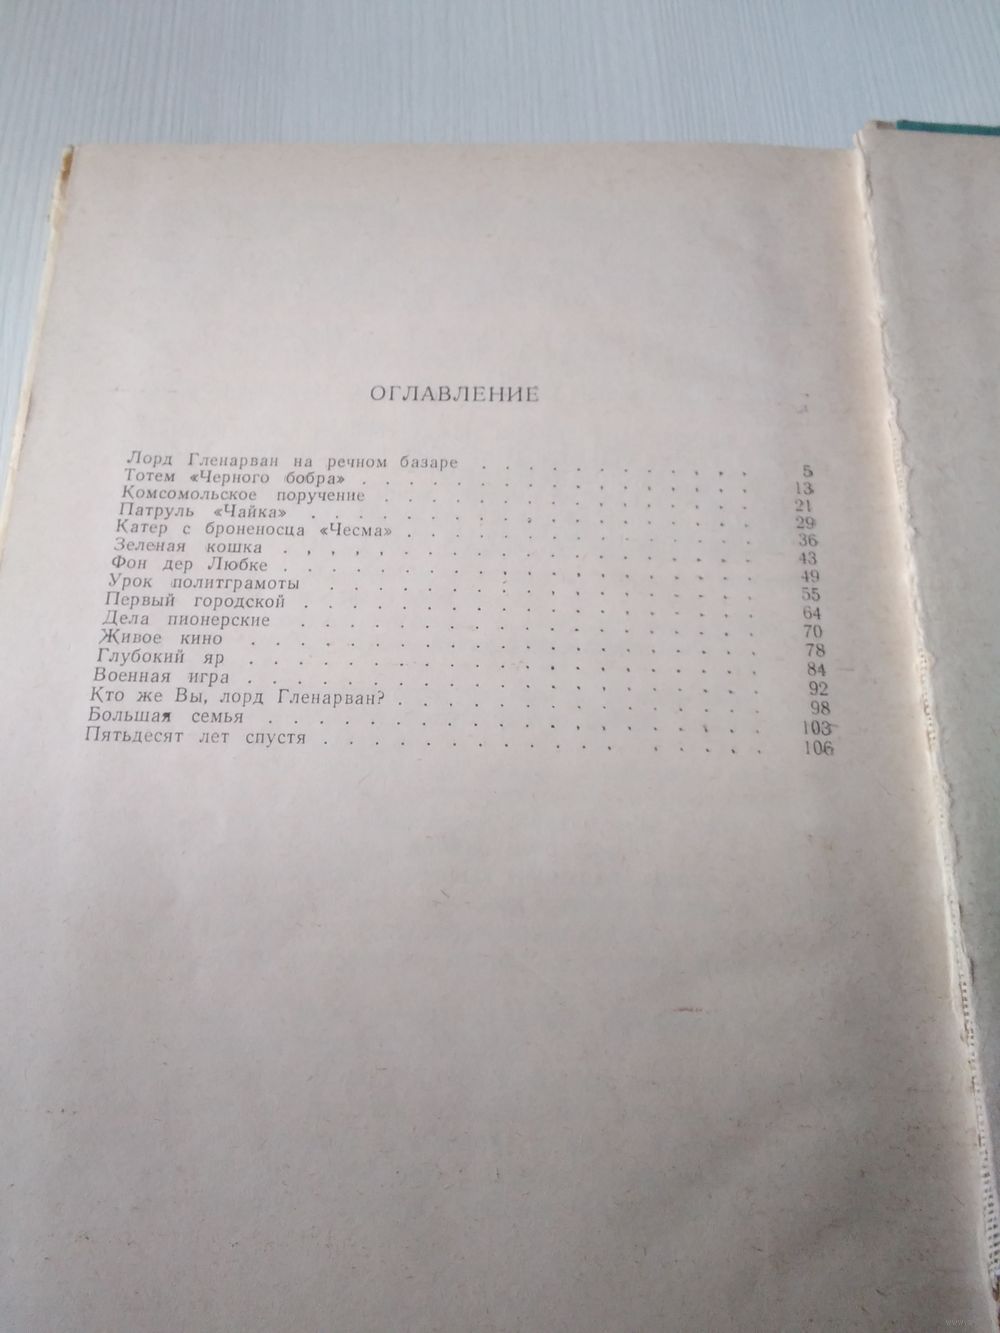 ОГЛАВЛЕНИЕ
Лорд Гленарван на речном базаре . . . . . . . . . . . . 5
Тотем «Черного бобра» . . . . . . . . . . . . . . . . 13
Комсомольское поручение . . . . . . . . . . . . . . . 21
Патруль «Чайка» . . . . . . . . . . . . . . . . . . 29
Катер с броненосца «Чесма» . . . . . . . . . . . . . . 36
Зеленая кошка . . . . . . . . . . . . . . . . . . . 43
Фон дер Любке . . . . . . . . . . . . . . . . . . . 49
Урок политграмоты . . . . . . . . . . . . . . . . . 55
Первый городской . . . . . . . . . . . . . . . . . . 64
Дела пионерские . . . . . . . . . . . . . . . . . . 70
Живое кино . . . . . . . . . . . . . . . . . . . . 78
Глубокий яр . . . . . . . . . . . . . . . . . . . . 84
Военная игра . . . . . . . . . . . . . . . . . . . . 92
Кто же Вы, лорд Гленарван? . . . . . . . . . . . . . . 98
Большая семья . . . . . . . . . . . . . . . . . . . 103
Пятьдесят лет спустя . . . . . . . . . . . . . . . . . 106